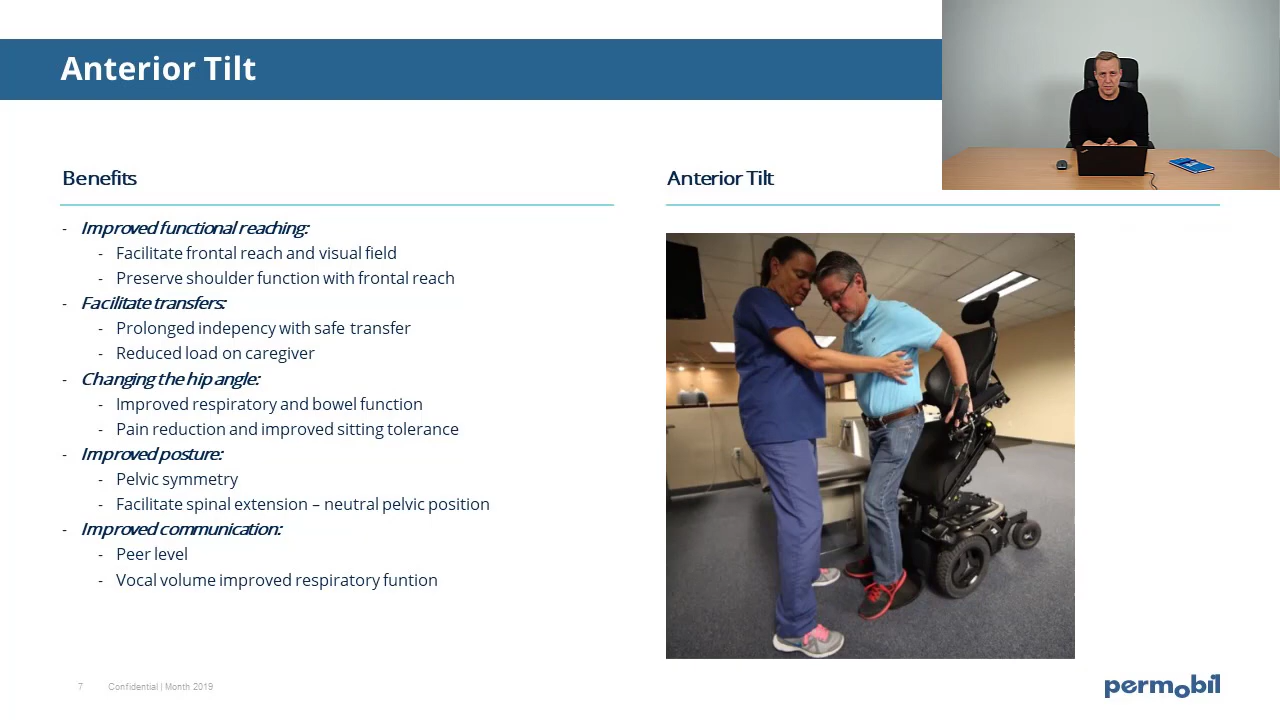 Anterior Tilt
Benefits
- Improved functional reaching:
- Facilitate frontal reach and visual field
- Preserve shoulder function with frontal reach
- Facilitate transfers:
- Prolonged indepency with safe transfer
- Reduced load on caregiver
- Changing the hip angle:
- Improved respiratory and bowel function
- Pain reduction and improved sitting tolerance
- Improved posture:
- Pelvic symmetry
- Facilitate spinal extension – neutral pelvic position
- Improved communication:
- Peer level
- Vocal volume improved respiratory funtion
Anterior Tilt
7 Confidential | Month 2019
permobil